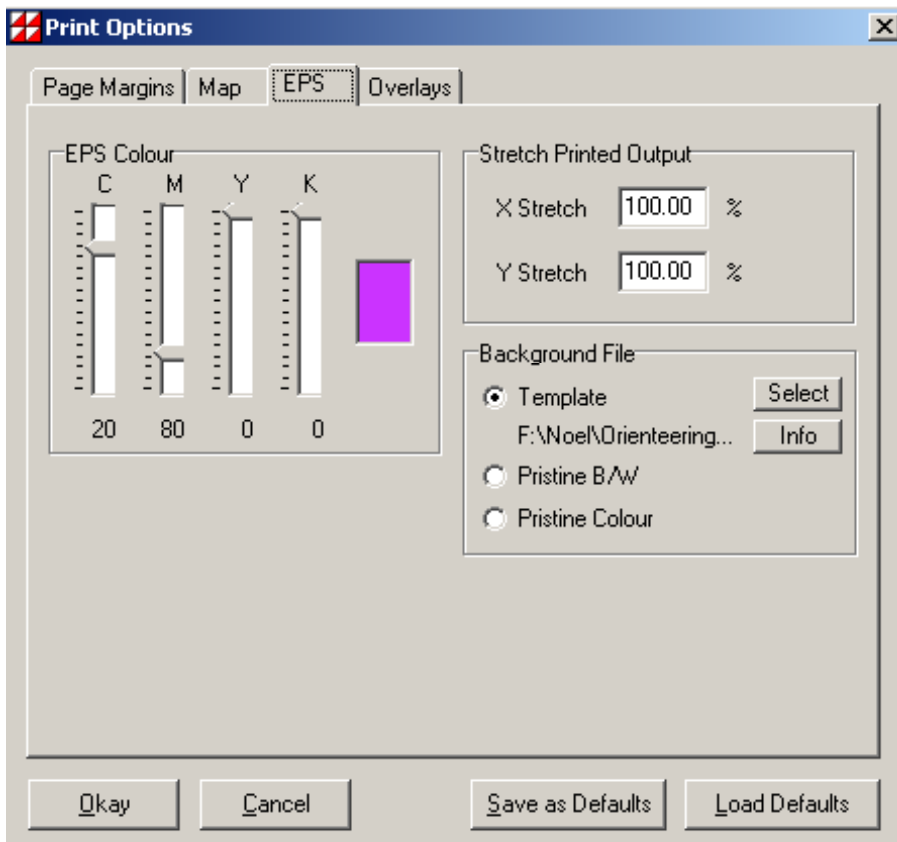 Print Options
Page Margins Map EPS Overlays
EPS Colour
C M Y K
20 80 0 0
Stretch Printed Output
X Stretch 100.00 %
Y Stretch 100.00 %
Background File
Template Select
F:\Noel\Orienteering... Info
Pristine B/W
Pristine Colour
Okay Cancel Save as Defaults Load Defaults